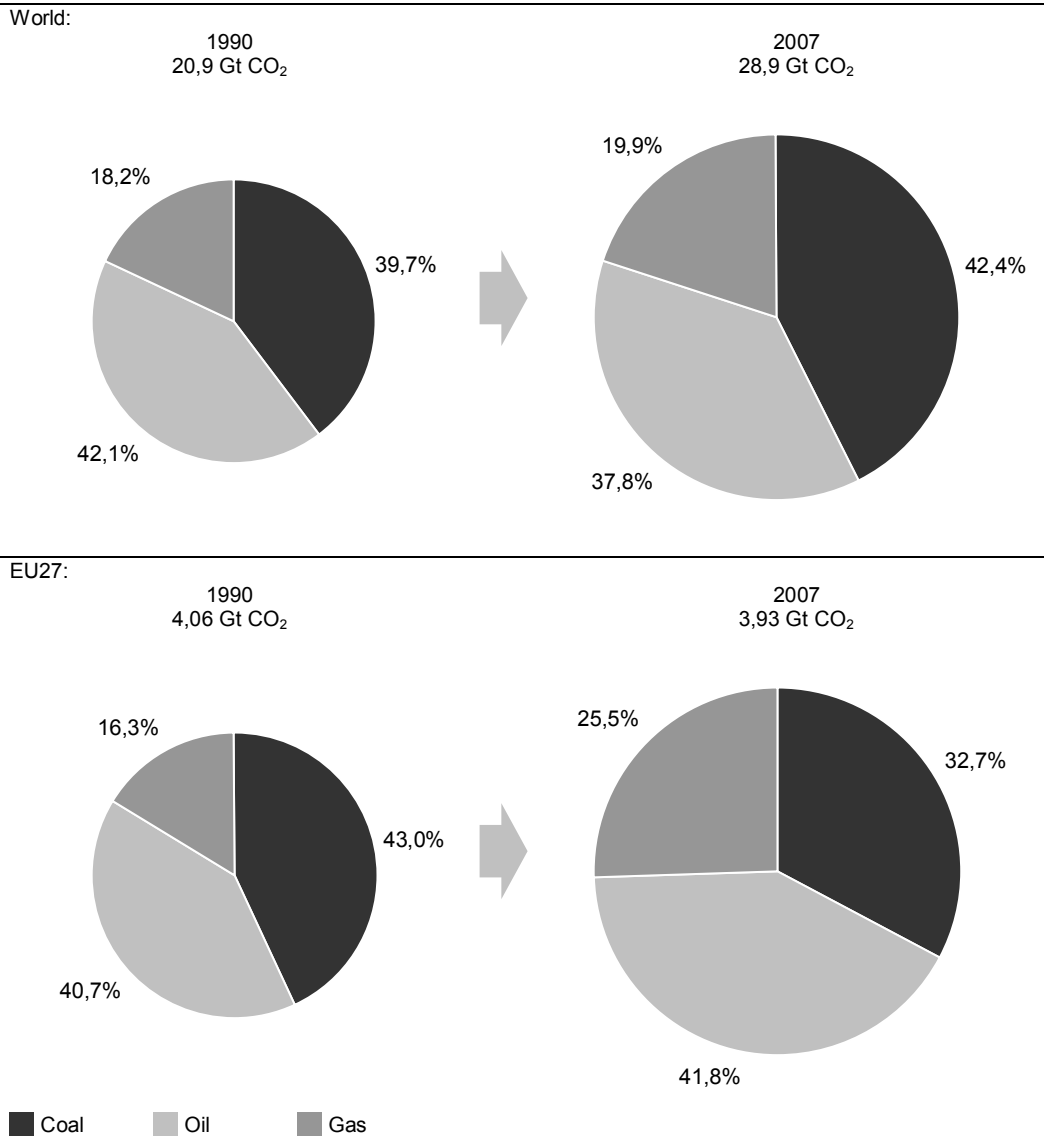 World:
1990
20,9 Gt CO₂
2007
28,9 Gt CO₂
18,2%
39,7%
42,1%
19,9%
42,4%
37,8%
EU27:
1990
4,06 Gt CO₂
2007
3,93 Gt CO₂
16,3%
43,0%
40,7%
25,5%
32,7%
41,8%
Coal
Oil
Gas